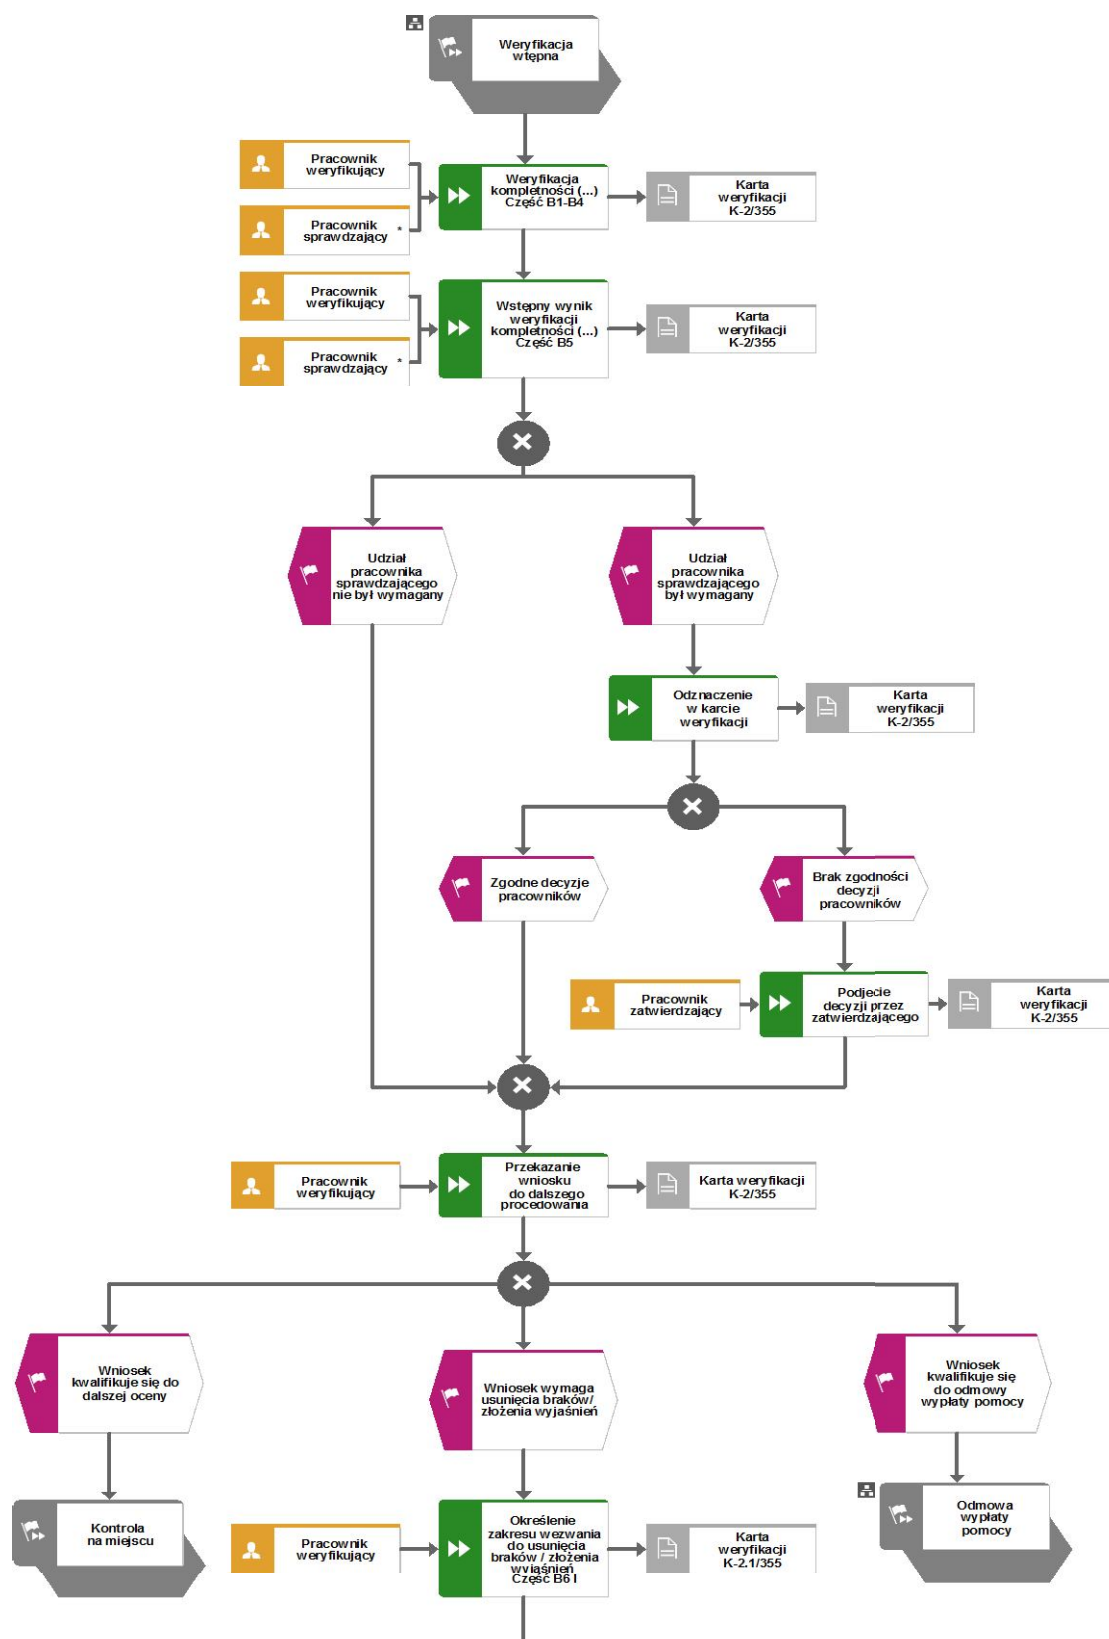 Weryfikacja
wtępna
Pracownik
weryfikujący
Weryfikacja
kompletności (...)
Część B1-B4
Karta
weryfikacji
K-2/355
Pracownik *
sprawdzający
Pracownik
weryfikujący
Wstępny wynik
weryfikacji
kompletności (...)
Część B5
Karta
weryfikacji
K-2/355
Pracownik *
sprawdzający
Udział
pracownika
sprawdzającego
nie był wymagany
Udział
pracownika
sprawdzającego
był wymagany
Odznaczenie
w karcie
weryfikacji
Karta
weryfikacji
K-2/355
Zgodne decyzje
pracowników
Brak zgodności
decyzji
pracowników
Pracownik
zatwierdzający
Podjecie
decyzji przez
zatwierdzającego
Karta
weryfikacji
K-2/355
Pracownik
weryfikujący
Przekazanie
wniosku
do dalszego
procedowania
Karta weryfikacji
K-2/355
Wniosek
kwalifikuje się do
dalszej oceny
Wniosek wymaga
usunięcia braków/
złożenia wyjaśnień
Wniosek
kwalifikuje się
do odmowy
wypłaty pomocy
Kontrola
na miejscu
Pracownik
weryfikujący
Określenie
zakresu wezwania
do usunięcia
braków / złożenia
wyjaśnień
Część B6 I
Karta
weryfikacji
K-2.1/355
Odmowa
wypłaty
pomocy